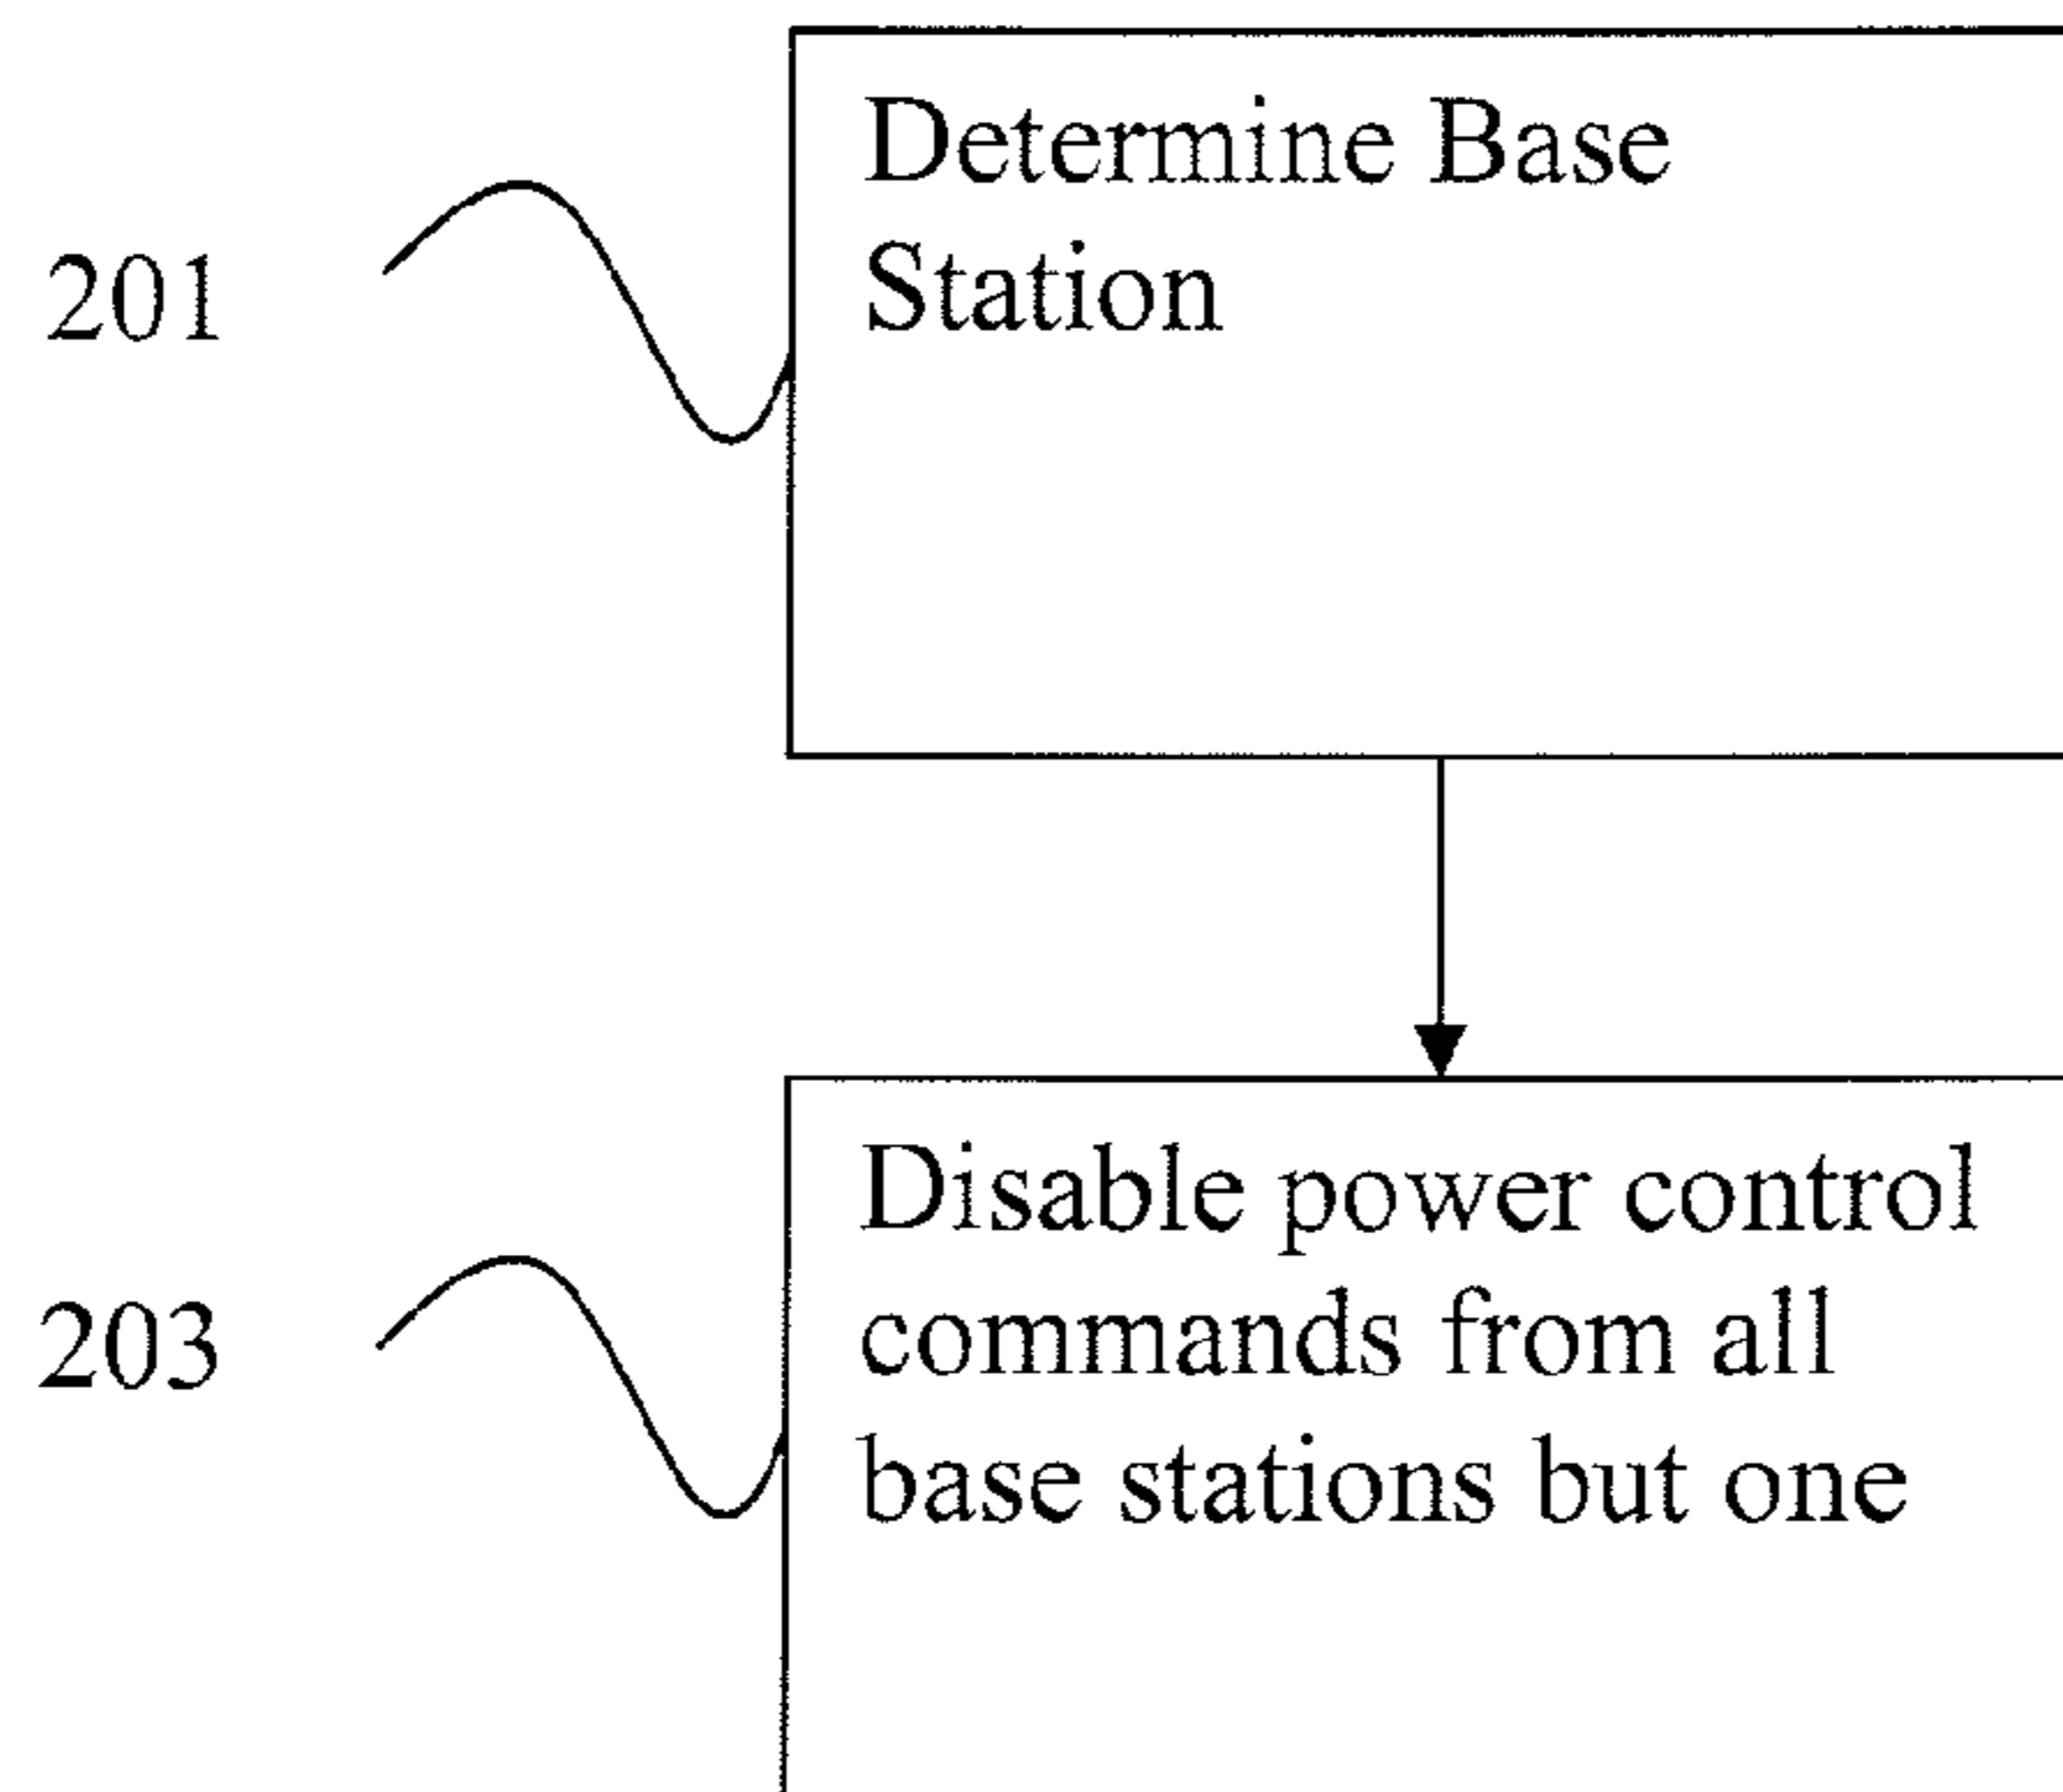 Determine Base
Station
201
Disable power control
commands from all
base stations but one
203